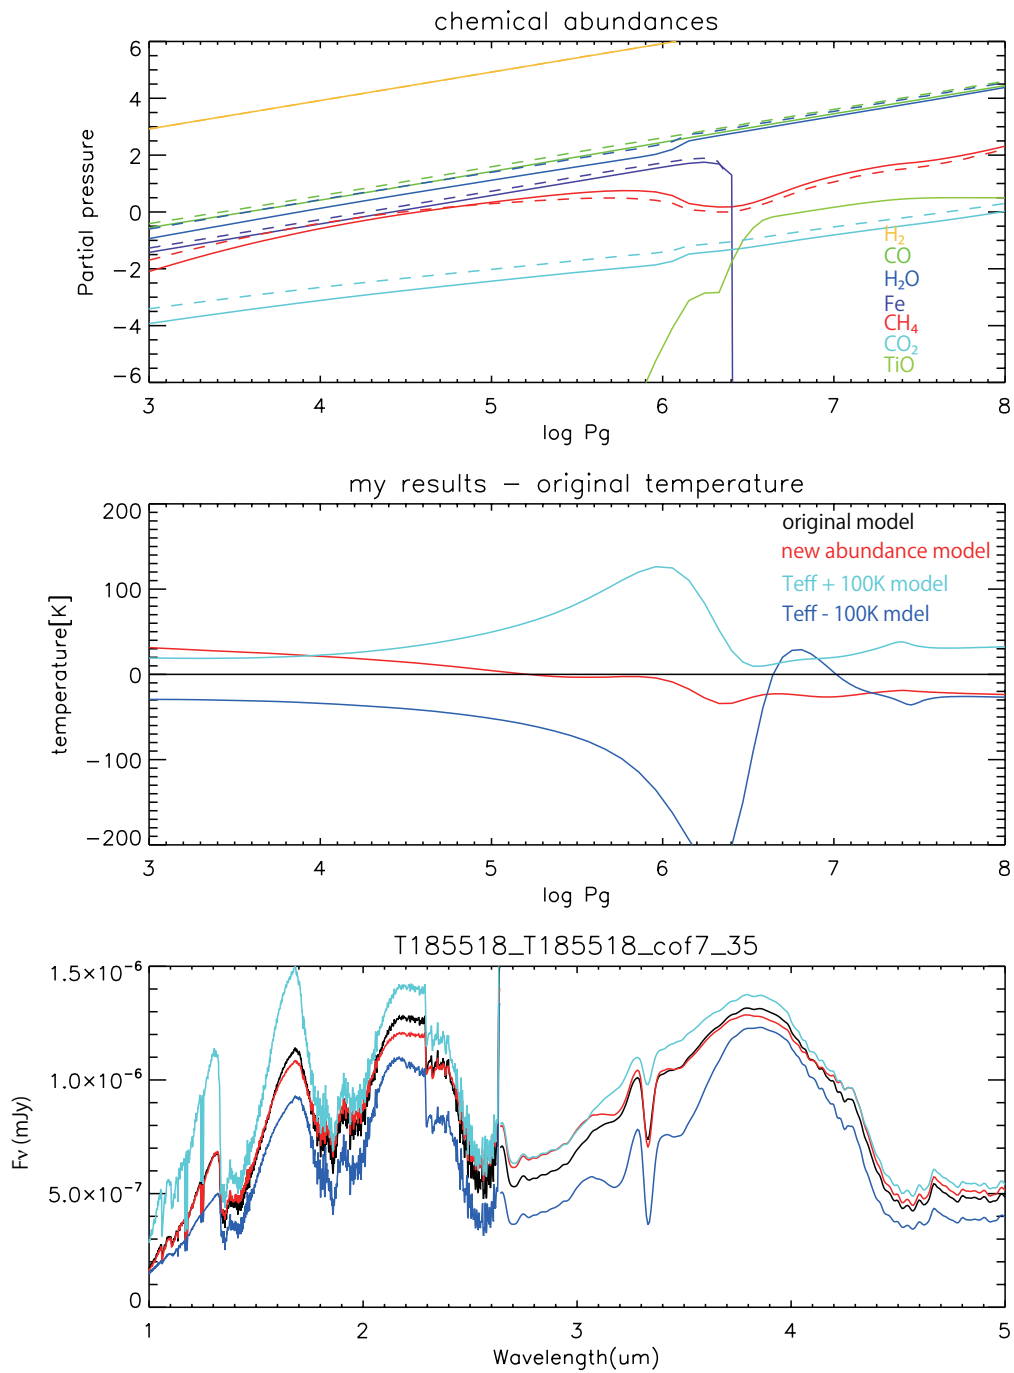 chemical abundances
6
4
2
0
−2
−4
−6
Partial pressure
H2
CO
H2O
Fe
CH4
CO2
TiO
3 4 5 6 7 8
log Pg
my results − original temperature
200
100
0
−100
−200
temperature[K]
original model
new abundance model
Teff + 100K model
Teff - 100K mdel
3 4 5 6 7 8
log Pg
T185518_T185518_cof7_35
1.5×10-6
1.0×10-6
5.0×10-7
0
Fν (mJy)
1 2 3 4 5
Wavelength(um)